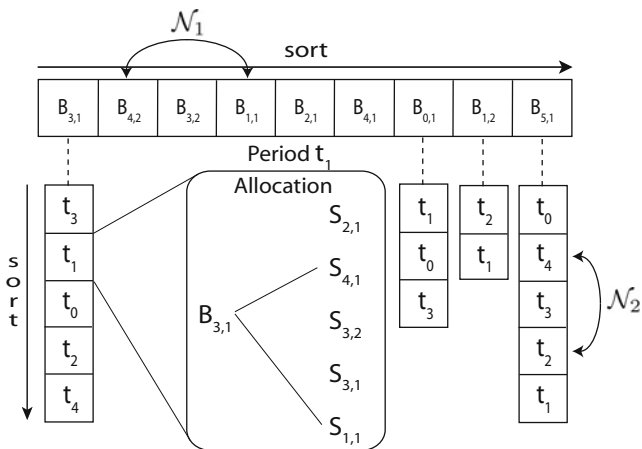 N₁
sort
B₃,₁ B₄,₂ B₃,₂ B₁,₁ B₂,₁ B₄,₁ B₀,₁ B₁,₂ B₅,₁
Period t₁
Allocation
sort
t₃
t₁
t₀
t₂
t₄
B₃,₁
S₂,₁
S₄,₁
S₃,₂
S₃,₁
S₁,₁
t₁
t₀
t₃
t₂
t₁
t₀
t₄
t₃
t₂
t₁
N₂